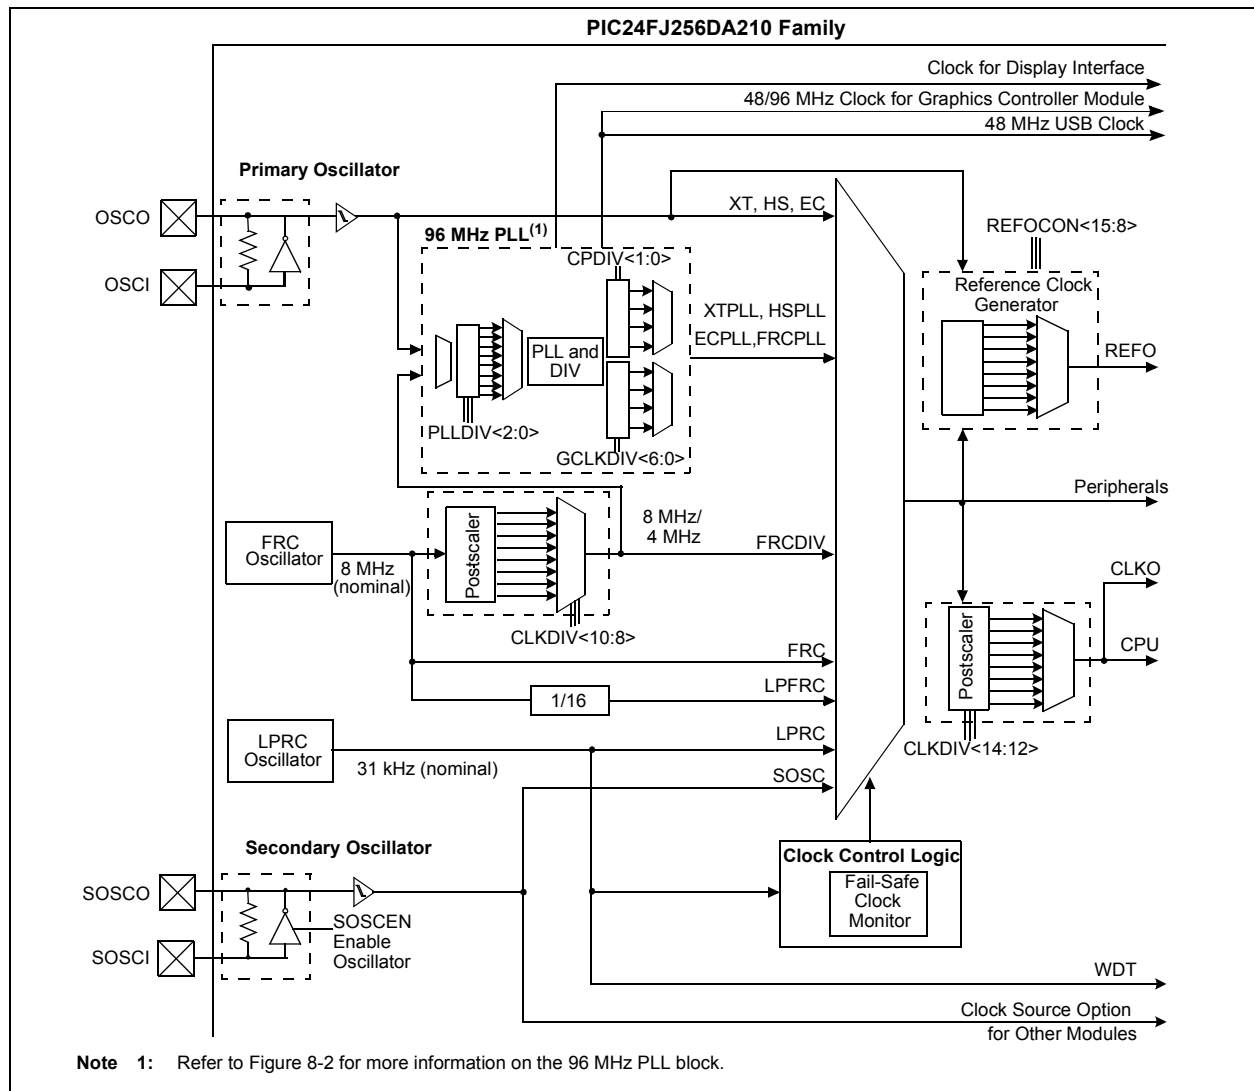 PIC24FJ256DA210 Family
Clock for Display Interface
48/96 MHz Clock for Graphics Controller Module
48 MHz USB Clock
Primary Oscillator
OSCO
OSCI
XT, HS, EC
96 MHz PLL(1)
CPDIV<1:0>
REFOCON<15:8>
Reference Clock
Generator
XTPLL, HSPLL
ECPLL,FRCPLL
PLL and
DIV
REFO
PLLDIV<2:0>
GCLKDIV<6:0>
Peripherals
FRC
Oscillator
8 MHz
(nominal)
Postscaler
8 MHz/
4 MHz
FRCDIV
CLKDIV<10:8>
CLKO
CPU
Postscaler
CLKDIV<14:12>
FRC
1/16
LPFRC
LPRC
Oscillator
31 kHz (nominal)
LPRC
SOSC
Secondary Oscillator
SOSCO
SOSCI
SOSCEN
Enable
Oscillator
Clock Control Logic
Fail-Safe
Clock
Monitor
WDT
Clock Source Option
for Other Modules
Note 1: Refer to Figure 8-2 for more information on the 96 MHz PLL block.